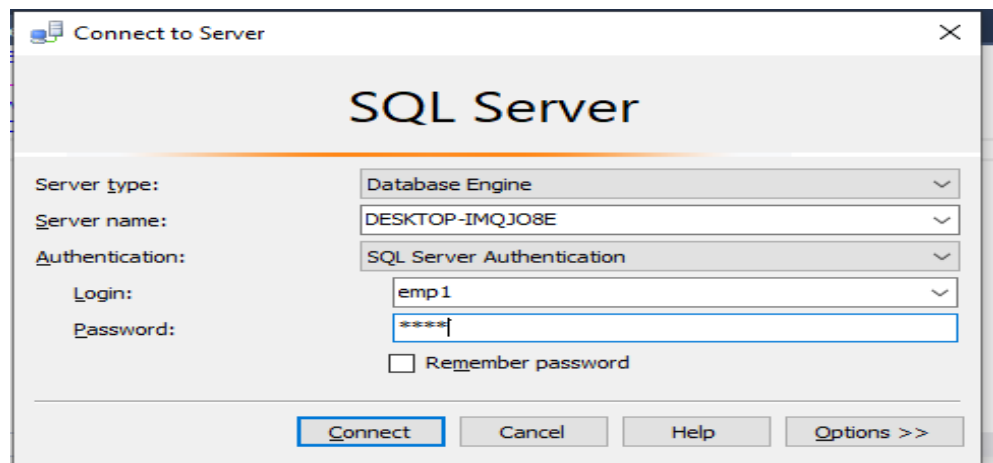 Connect to Server
SQL Server
Server type: Database Engine
Server name: DESKTOP-IMQJO8E
Authentication: SQL Server Authentication
Login: emp1
Password: ****
Remember password
Connect Cancel Help Options >>